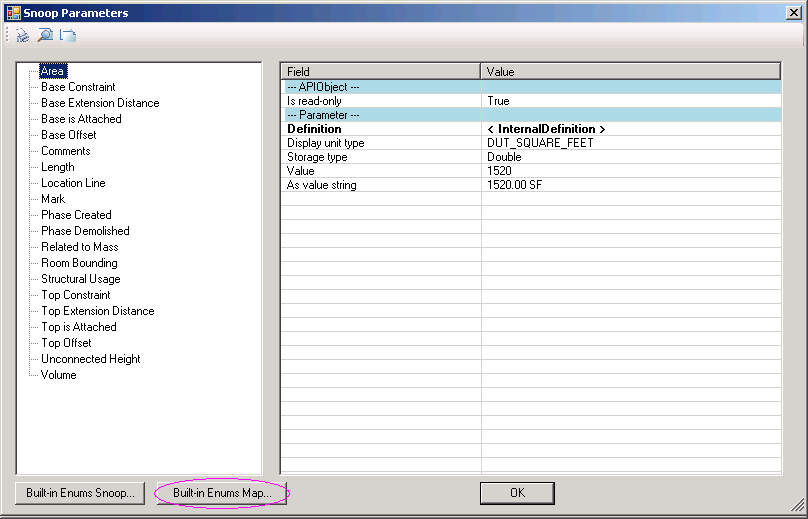 Snoop Parameters
Area
Base Constraint
Base Extension Distance
Base is Attached
Base Offset
Comments
Length
Location Line
Mark
Phase Created
Phase Demolished
Related to Mass
Room Bounding
Structural Usage
Top Constraint
Top Extension Distance
Top is Attached
Top Offset
Unconnected Height
Volume
Field Value
--- APIObject ---
Is read-only True
--- Parameter ---
Definition < InternalDefinition >
Display unit type DUT_SQUARE_FEET
Storage type Double
Value 1520
As value string 1520.00 SF
Built-in Enums Snoop... Built-in Enums Map... OK